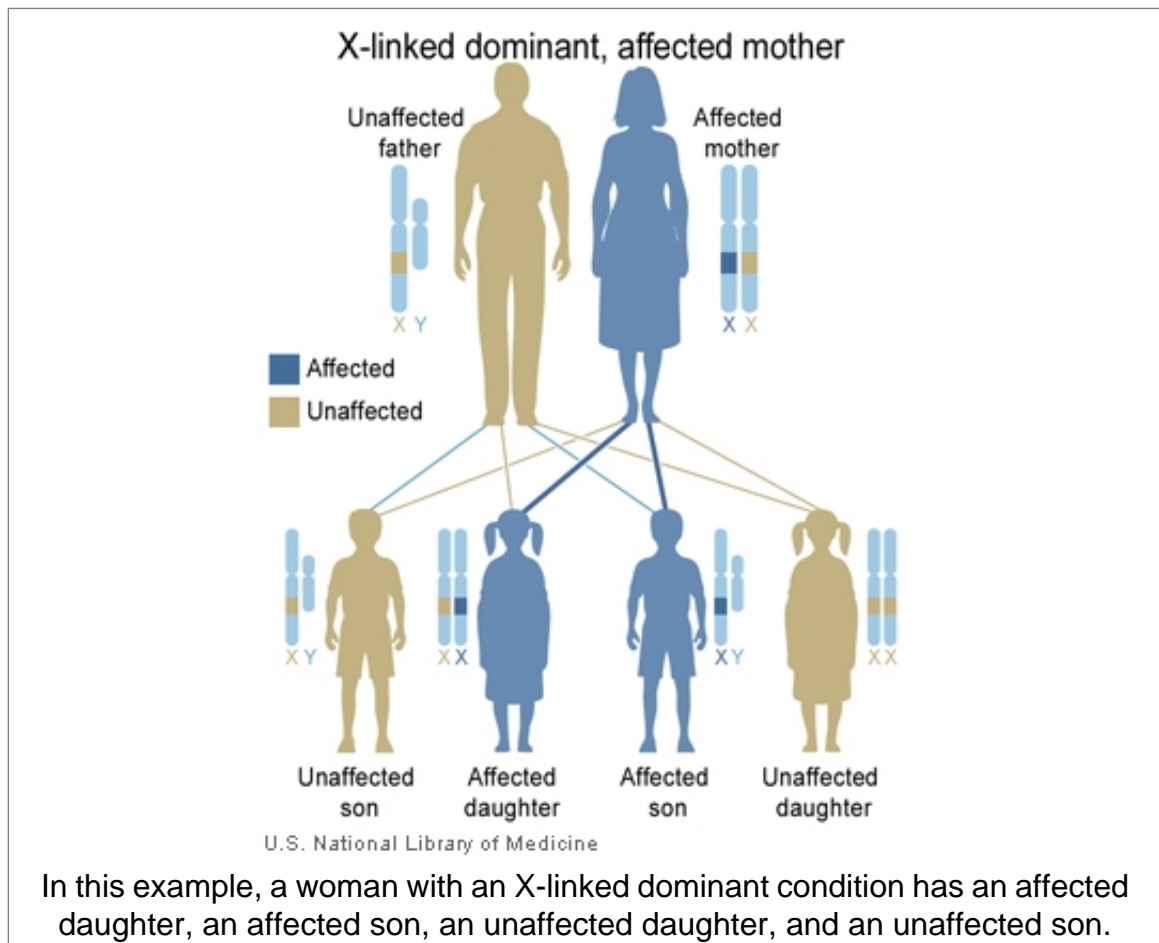 X-linked dominant, affected mother
Unaffected
father
Affected
mother
X Y
X X
Affected
Unaffected
X Y
X X
X Y
X X
Unaffected
son
Affected
daughter
Affected
son
Unaffected
daughter
U.S. National Library of Medicine
In this example, a woman with an X-linked dominant condition has an affected
daughter, an affected son, an unaffected daughter, and an unaffected son.